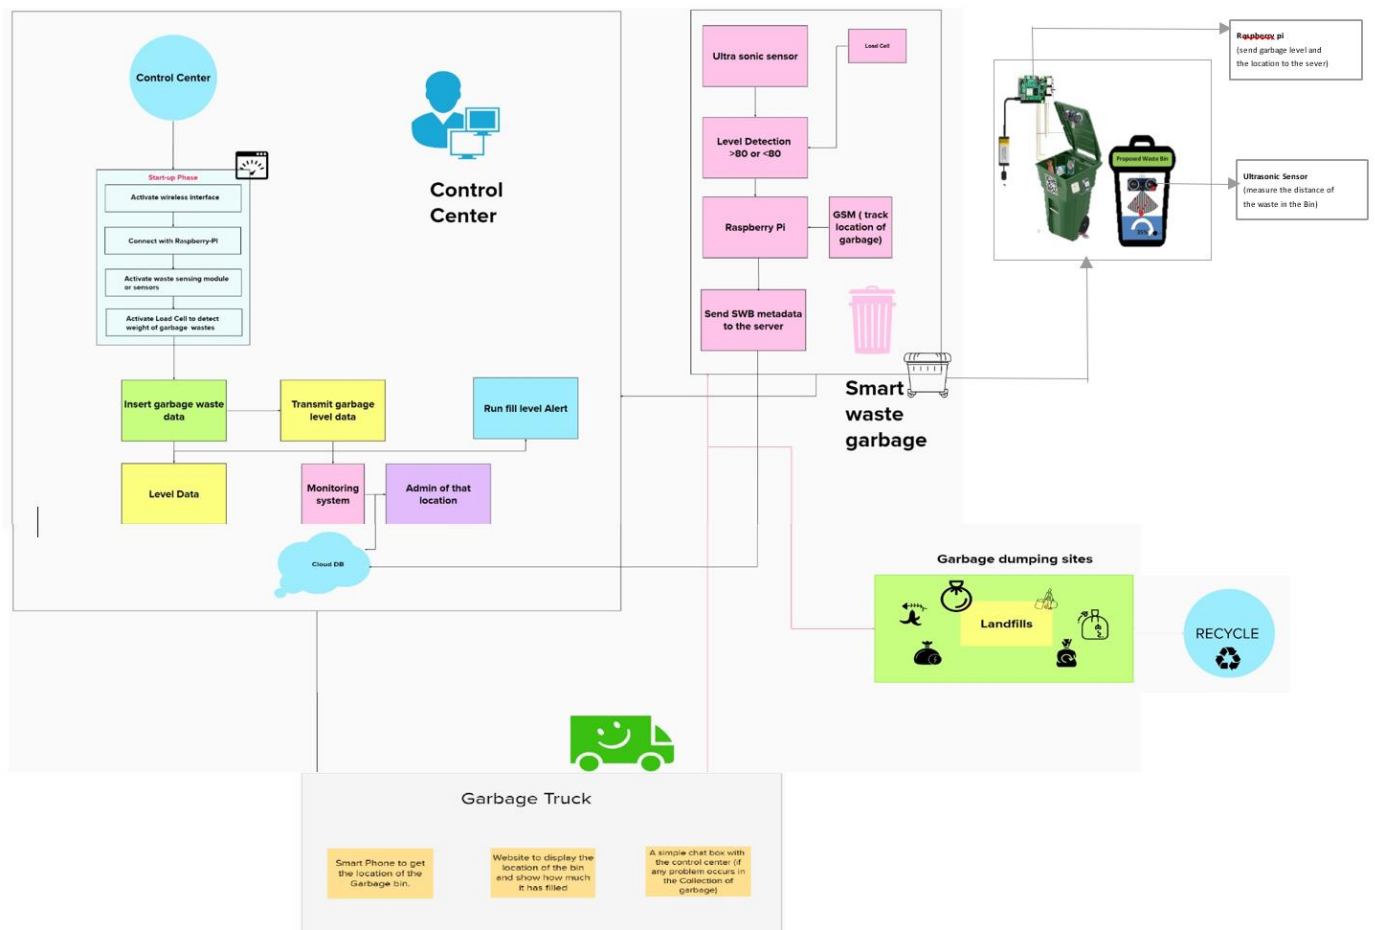 Control Center
Start-up Phase
Activate wireless interface
Connect with Raspberry-PI
Activate waste sensing module
or sensors
Activate Load Cell to detect
weight of garbage wastes
Control
Center
Insert garbage waste
data
Transmit garbage
level data
Run fill level Alert
Level Data
Monitoring
system
Admin of that
location
Cloud DB
Ultra sonic sensor
Load Cell
Level Detection
>80 or <80
Raspberry Pi
GSM ( track
location of
garbage)
Send SWB metadata
to the server
Smart
waste
garbage
Raspberry pi
(send garbage level and
the location to the sever)
Proposed Waste Bin
Ultrasonic Sensor
(measure the distance of
the waste in the Bin)
Garbage dumping sites
Landfills
RECYCLE
Garbage Truck
Smart Phone to get
the location of the
Garbage bin.
Website to display the
location of the bin
and show how much
it has filled
A simple chat box with
the control center (if
any problem occurs in
the Collection of
garbage)